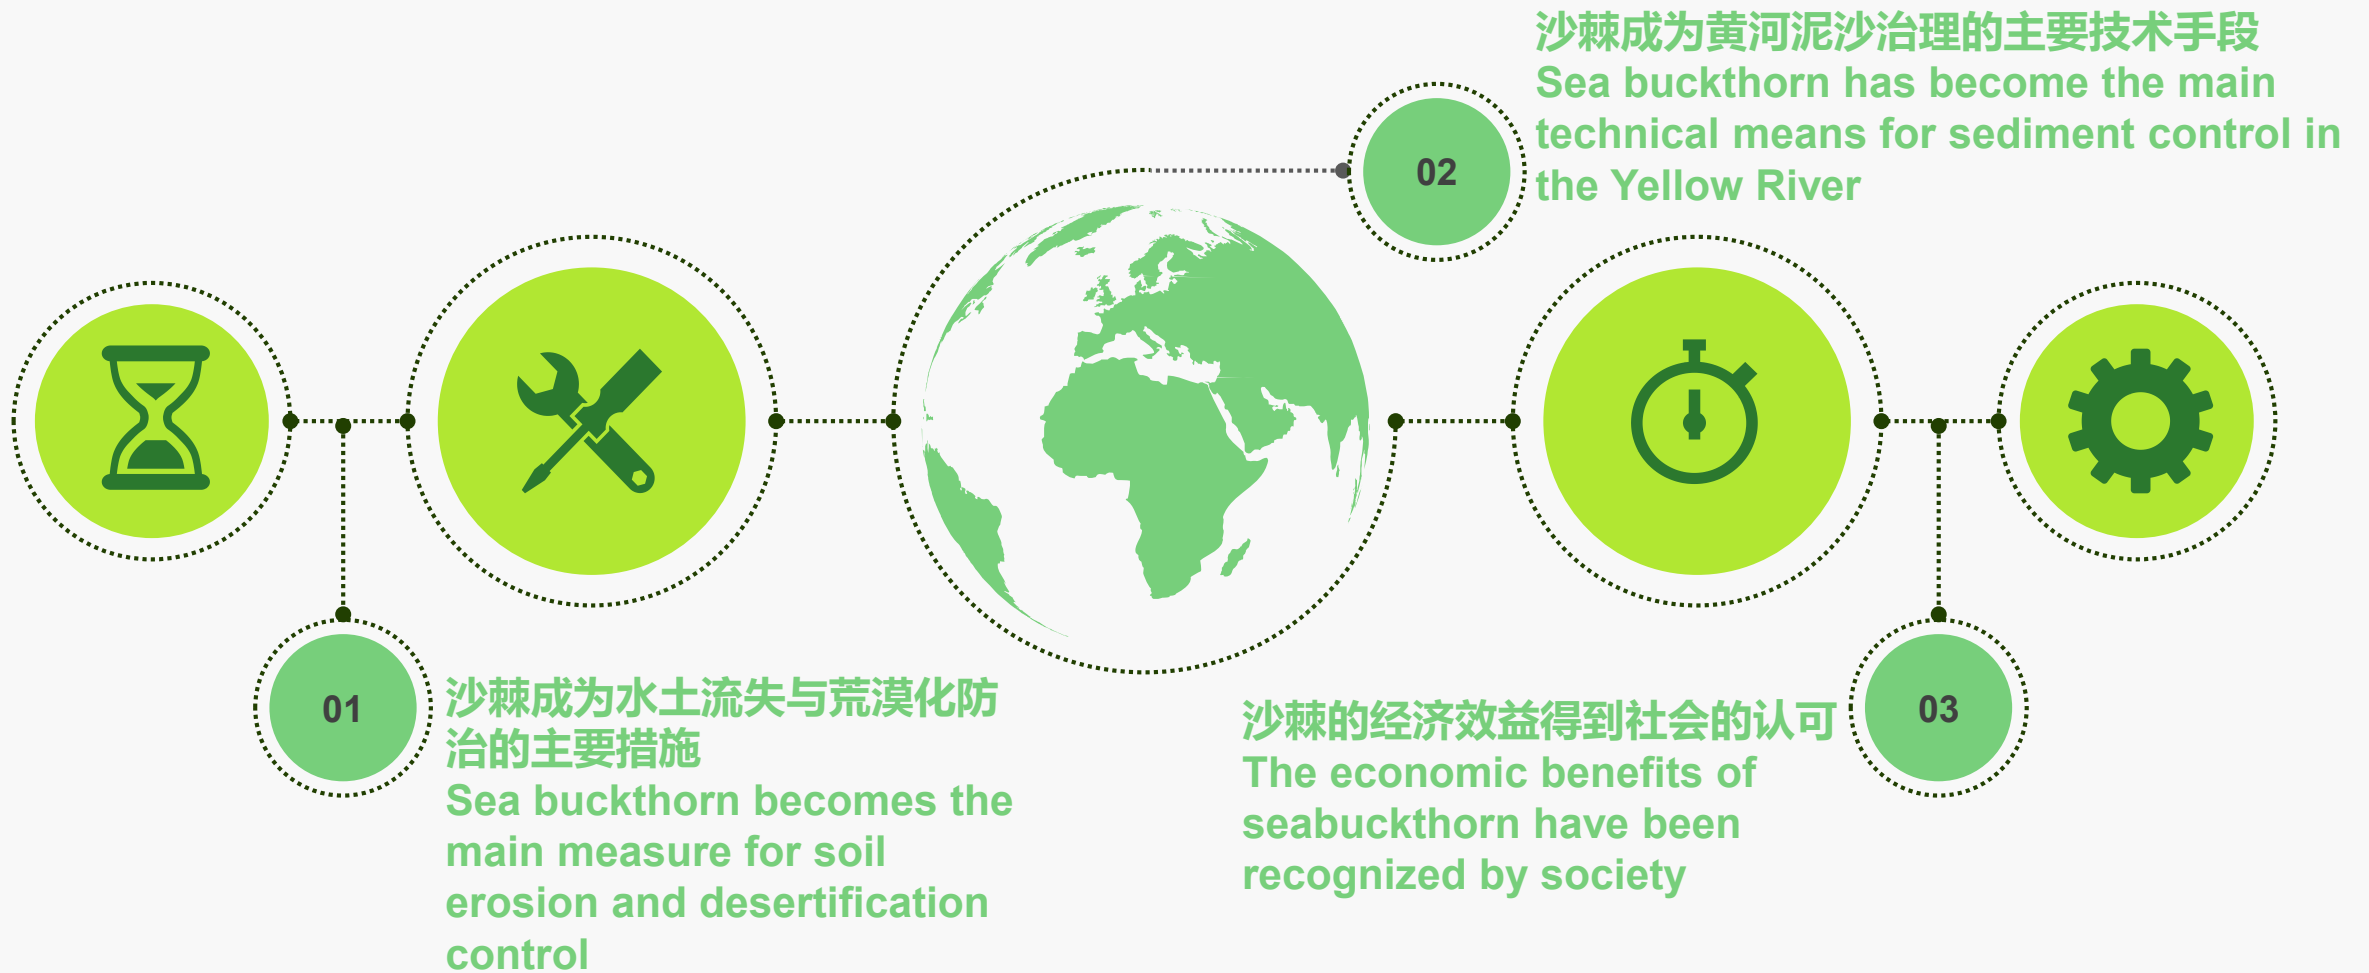 01
沙棘成为水土流失与荒漠化防
治的主要措施
Sea buckthorn becomes the
main measure for soil
erosion and desertification
control
02
沙棘成为黄河泥沙治理的主要技术手段
Sea buckthorn has become the main
technical means for sediment control in
the Yellow River
03
沙棘的经济效益得到社会的认可
The economic benefits of
seabuckthorn have been
recognized by society